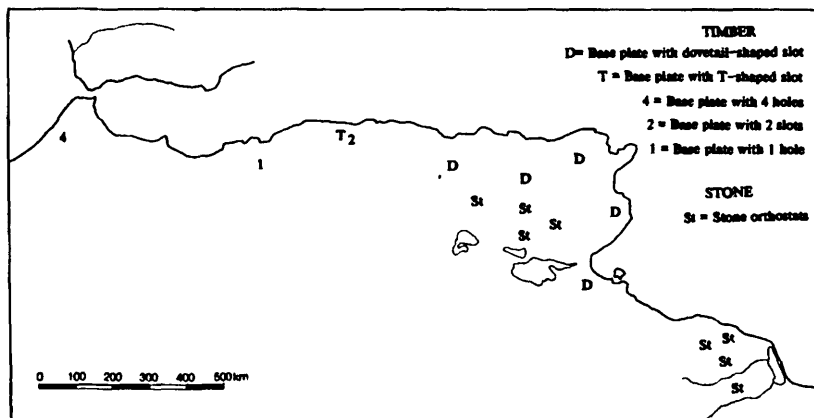 TIMBER
D= Base plate with dovetail-shaped slot
T = Base plate with T-shaped slot
4 = Base plate with 4 holes
2 = Base plate with 2 slots
1 = Base plate with 1 hole
STONE
St = Stone orthostats
4
1
T 2
D
D
D
D
D
St
St
St
St
St
St
St
St
0 100 200 300 400 500km